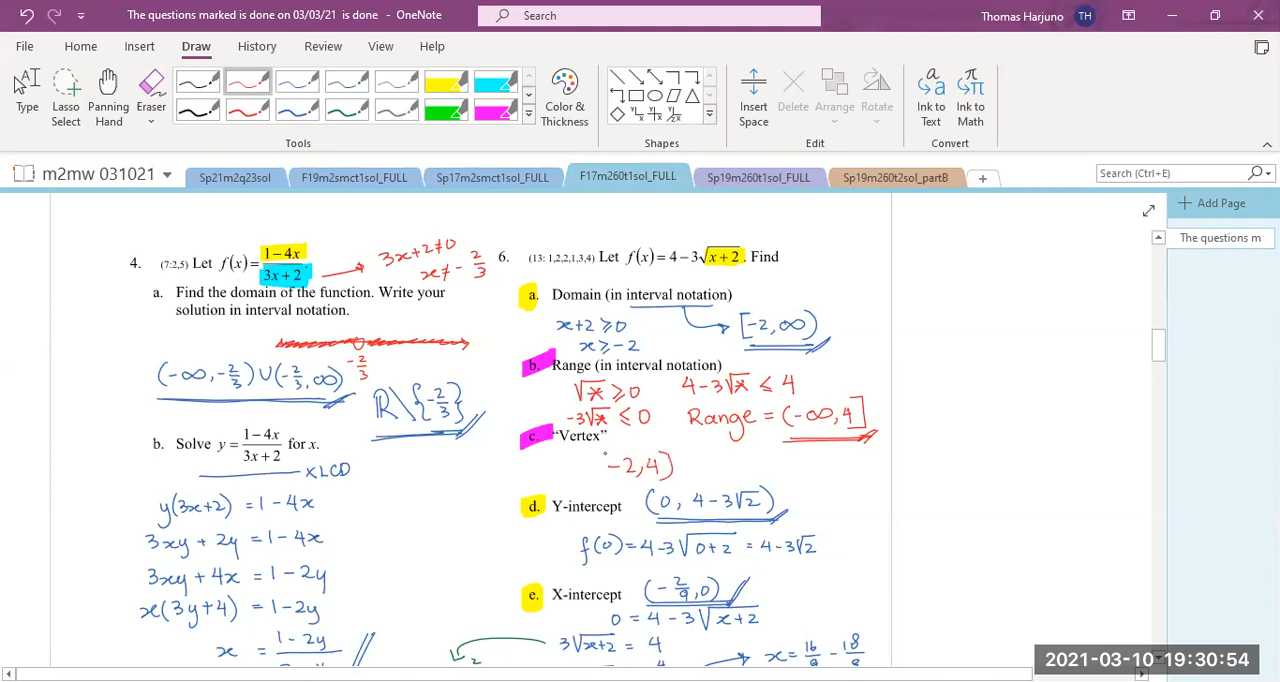 The questions marked is done on 03/03/21 is done - OneNote
Search
Thomas Harjuno TH
File Home Insert Draw History Review View Help
Type
Lasso Select
Panning Hand
Eraser
Color & Thickness
Insert Space
Delete
Arrange
Rotate
Ink to Text
Ink to Math
Tools Shapes Edit Convert
m2mw 031021
Sp21m2q23sol F19m2smct1sol_FULL Sp17m2smct1sol_FULL F17m260t1sol_FULL Sp19m260t1sol_FULL Sp19m260t2sol_partB
Search (Ctrl+E)
Add Page
The questions m
4. (7:2,5) Let f(x) = (1 − 4x)/(3x + 2)
3x+2≠0
x≠-2/3
a. Find the domain of the function. Write your
solution in interval notation.
-2/3
(-∞, -2/3) ∪ (-2/3, ∞)
ℝ\{-2/3}
b. Solve y = (1 − 4x)/(3x + 2) for x.
×LCD
y(3x+2) = 1-4x
3xy + 2y = 1-4x
3xy + 4x = 1-2y
x(3y+4) = 1-2y
x = 1-2y
6. (13: 1,2,2,1,3,4) Let f(x) = 4 − 3√(x + 2). Find
a. Domain (in interval notation)
x+2 ≥0
x≥-2
[-2, ∞)
b. Range (in interval notation)
√* ≥0 4-3√* ≤ 4
-3√* ≤ 0 Range = (-∞, 4]
c. “Vertex”
-2,4)
d. Y-intercept (0, 4-3√2)
f(0) = 4-3√(0+2) = 4-3√2
e. X-intercept (-2/9, 0)
0 = 4-3√(x+2)
3√(x+2) = 4
x = 16/9 - 18/9
2021-03-10 19:30:54